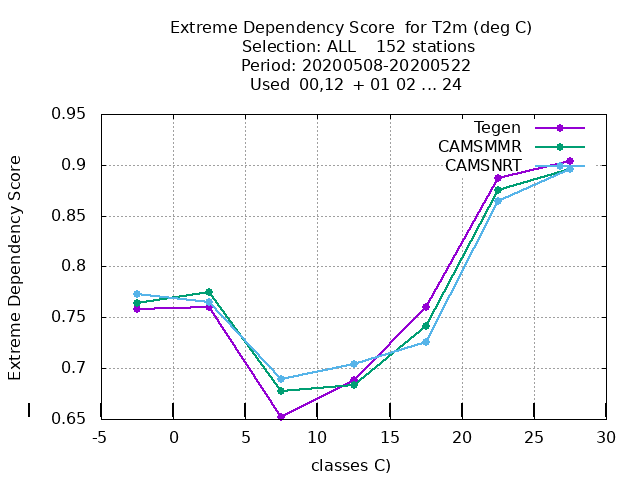 Extreme Dependency Score  for T2m (deg C)
Selection: ALL    152 stations
Period: 20200508-20200522
Used  00,12  + 01 02 ... 24
Extreme Dependency Score
0.95
0.9
0.85
0.8
0.75
0.7
0.65
Tegen
CAMSMMR
CAMSNRT
-5 0 5 10 15 20 25 30
classes C)